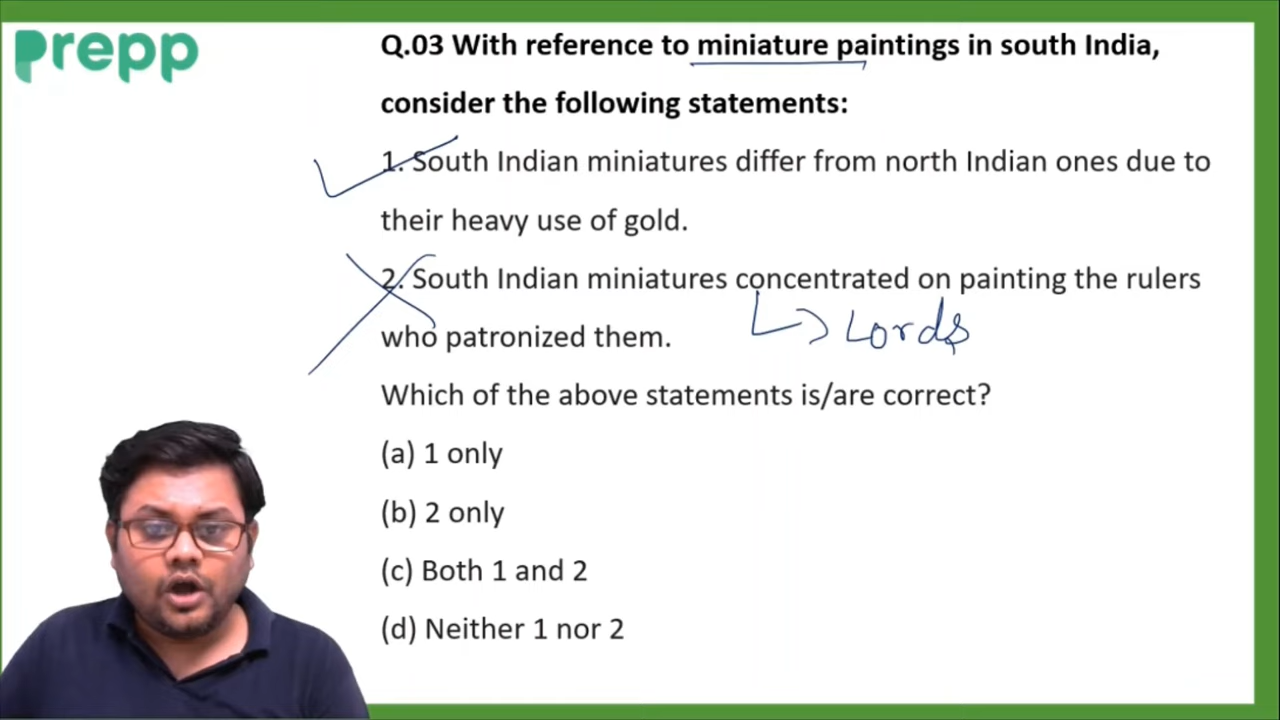 Prepp
Q.03 With reference to miniature paintings in south India,
consider the following statements:
1. South Indian miniatures differ from north Indian ones due to
their heavy use of gold.
2. South Indian miniatures concentrated on painting the rulers
who patronized them.
Lords
Which of the above statements is/are correct?
(a) 1 only
(b) 2 only
(c) Both 1 and 2
(d) Neither 1 nor 2